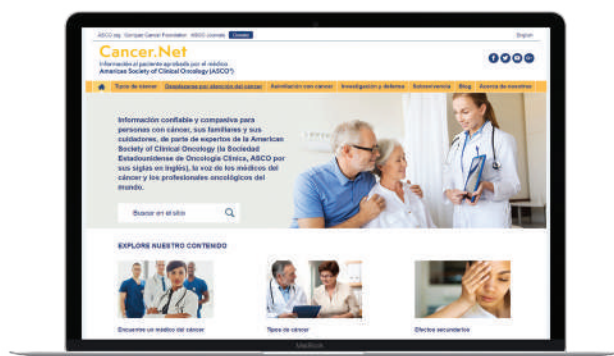 ASCO.org Conquer Cancer Foundation ASCO Journals Donate English
Cancer.Net
Información al paciente aprobada por el médico
American Society of Clinical Oncology (ASCO®)
Tipos de cáncer Desplazarse por atención del cáncer Asimilación con cáncer Investigación y defensa Sobrevivencia Blog Acerca de nosotros
Información confiable y compasiva para
personas con cáncer, sus familiares y sus
cuidadores, de parte de expertos de la American
Society of Clinical Oncology (la Sociedad
Estadounidense de Oncología Clínica, ASCO por
sus siglas en inglés), la voz de los médicos del
cáncer y los profesionales oncológicos del
mundo.
Buscar en el sitio
EXPLORE NUESTRO CONTENIDO
Encuentre un médico del cáncer Tipos de cáncer Efectos secundarios
MacBook